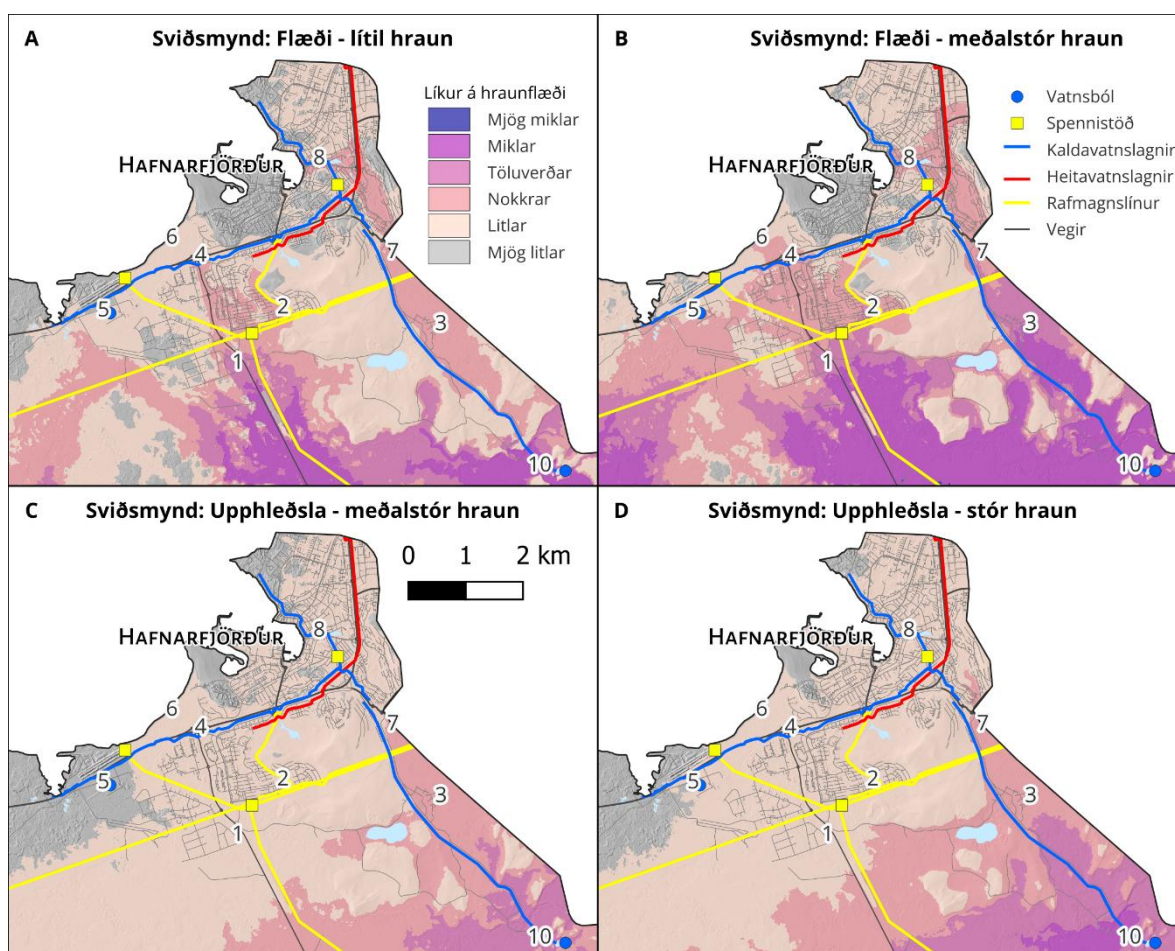 A
Sviðsmynd: Flæði - lítil hraun
Líkur á hraunflæði
Mjög miklar
Miklar
Töluverðar
Nokkrar
Litlar
Mjög litlar
HAFNARFJÖRÐUR
8
6
4
7
5
2
3
1
10
B
Sviðsmynd: Flæði - meðalstór hraun
Vatnsból
Spennistöð
Kaldavatnslagnir
Heitavatnslagnir
Rafmagnslínur
Vegir
HAFNARFJÖRÐUR
8
6
4
7
5
2
3
1
10
C
Sviðsmynd: Upphleðsla - meðalstór hraun
0 1 2 km
HAFNARFJÖRÐUR
8
6
4
7
5
2
3
1
10
D
Sviðsmynd: Upphleðsla - stór hraun
HAFNARFJÖRÐUR
8
6
4
7
5
2
3
1
10